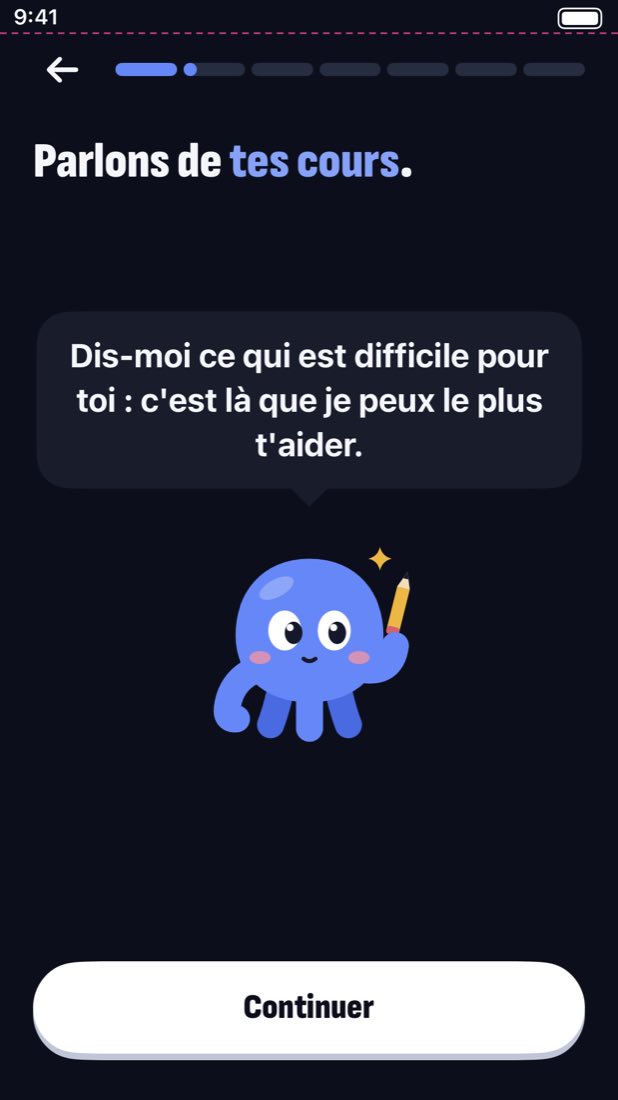 9:41
Parlons de tes cours.
Dis-moi ce qui est difficile pour
toi : c'est là que je peux le plus
t'aider.
Continuer